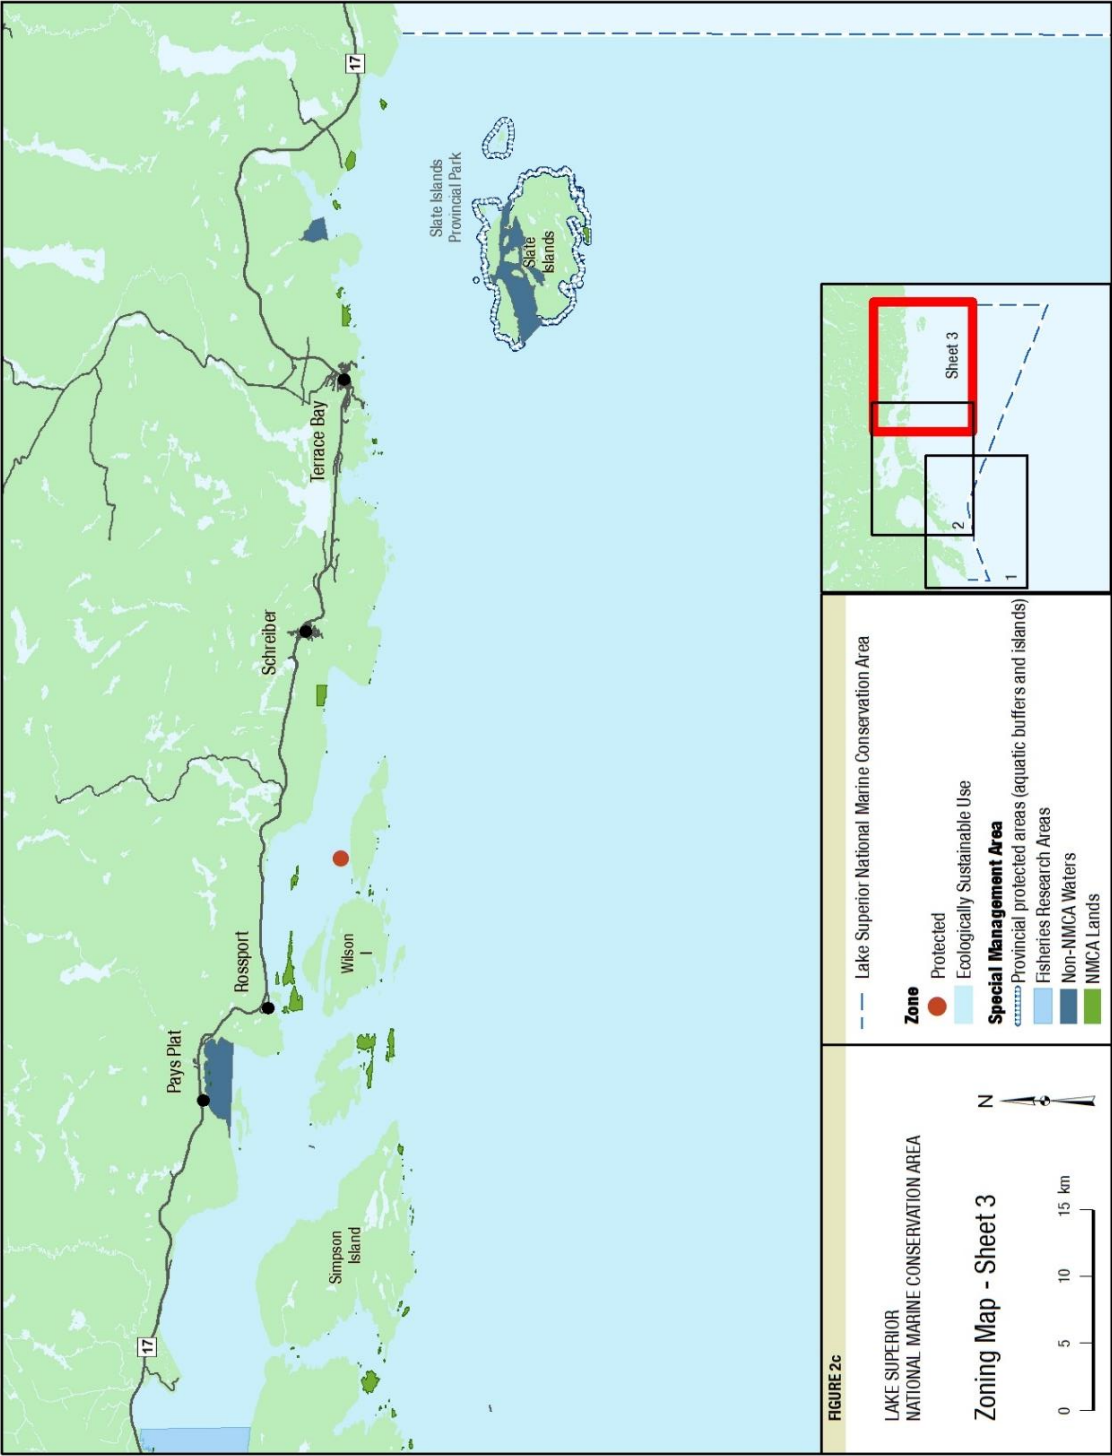 17
Pays Plat
Rossport
Schreiber
Terrace Bay
17
Simpson
Island
Wilson
I
Slate Islands
Provincial Park
Slate
Islands
FIGURE 2c
LAKE SUPERIOR
NATIONAL MARINE CONSERVATION AREA
Zoning Map - Sheet 3
0 5 10 15 km
N
Lake Superior National Marine Conservation Area
Zone
Protected
Ecologically Sustainable Use
Special Management Area
Provincial protected areas (aquatic buffers and islands)
Fisheries Research Areas
Non-NMCA Waters
NMCA Lands
1
2
Sheet 3